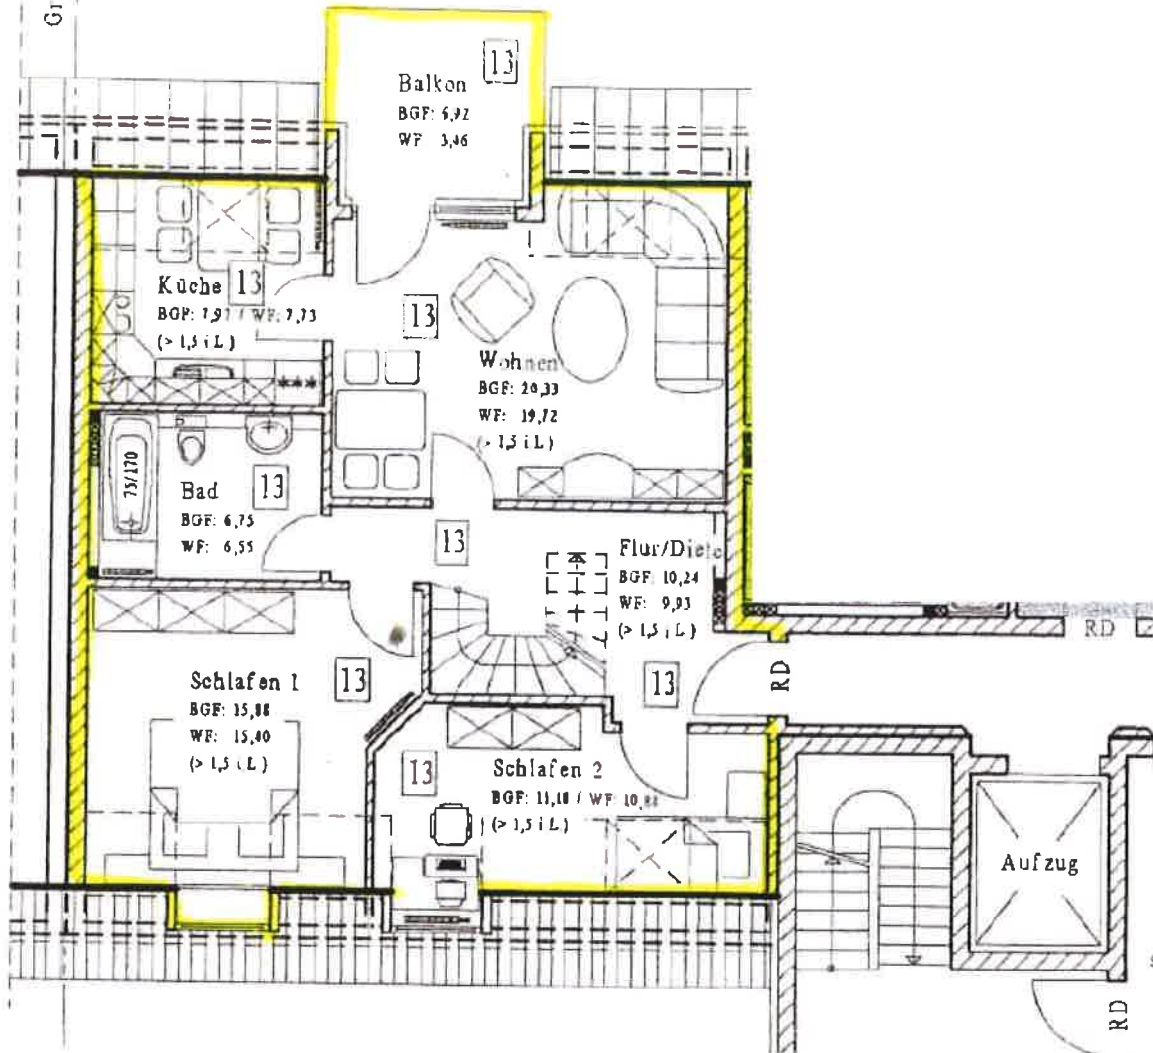 Gr
13
Balkon
BGF: 6,92
WF 3,46
Küche 13
BGF: 7,97 / WF: 7,73
(> 1,5 i L)
13
Wohnen
BGF: 20,33
WF: 19,72
(> 1,5 i L)
***
75/170
Bad 13
BGF: 6,75
WF: 6,55
13
Flur/Diele
BGF: 10,24
WF: 9,93
(> 1,5 i L)
RD
RD
13
Schlafen 1 13
BGF: 15,88
WF: 15,40
(> 1,5 i L)
13
Schlafen 2
BGF: 11,18 / WF 10,84
(> 1,5 i L)
Aufzug
RD